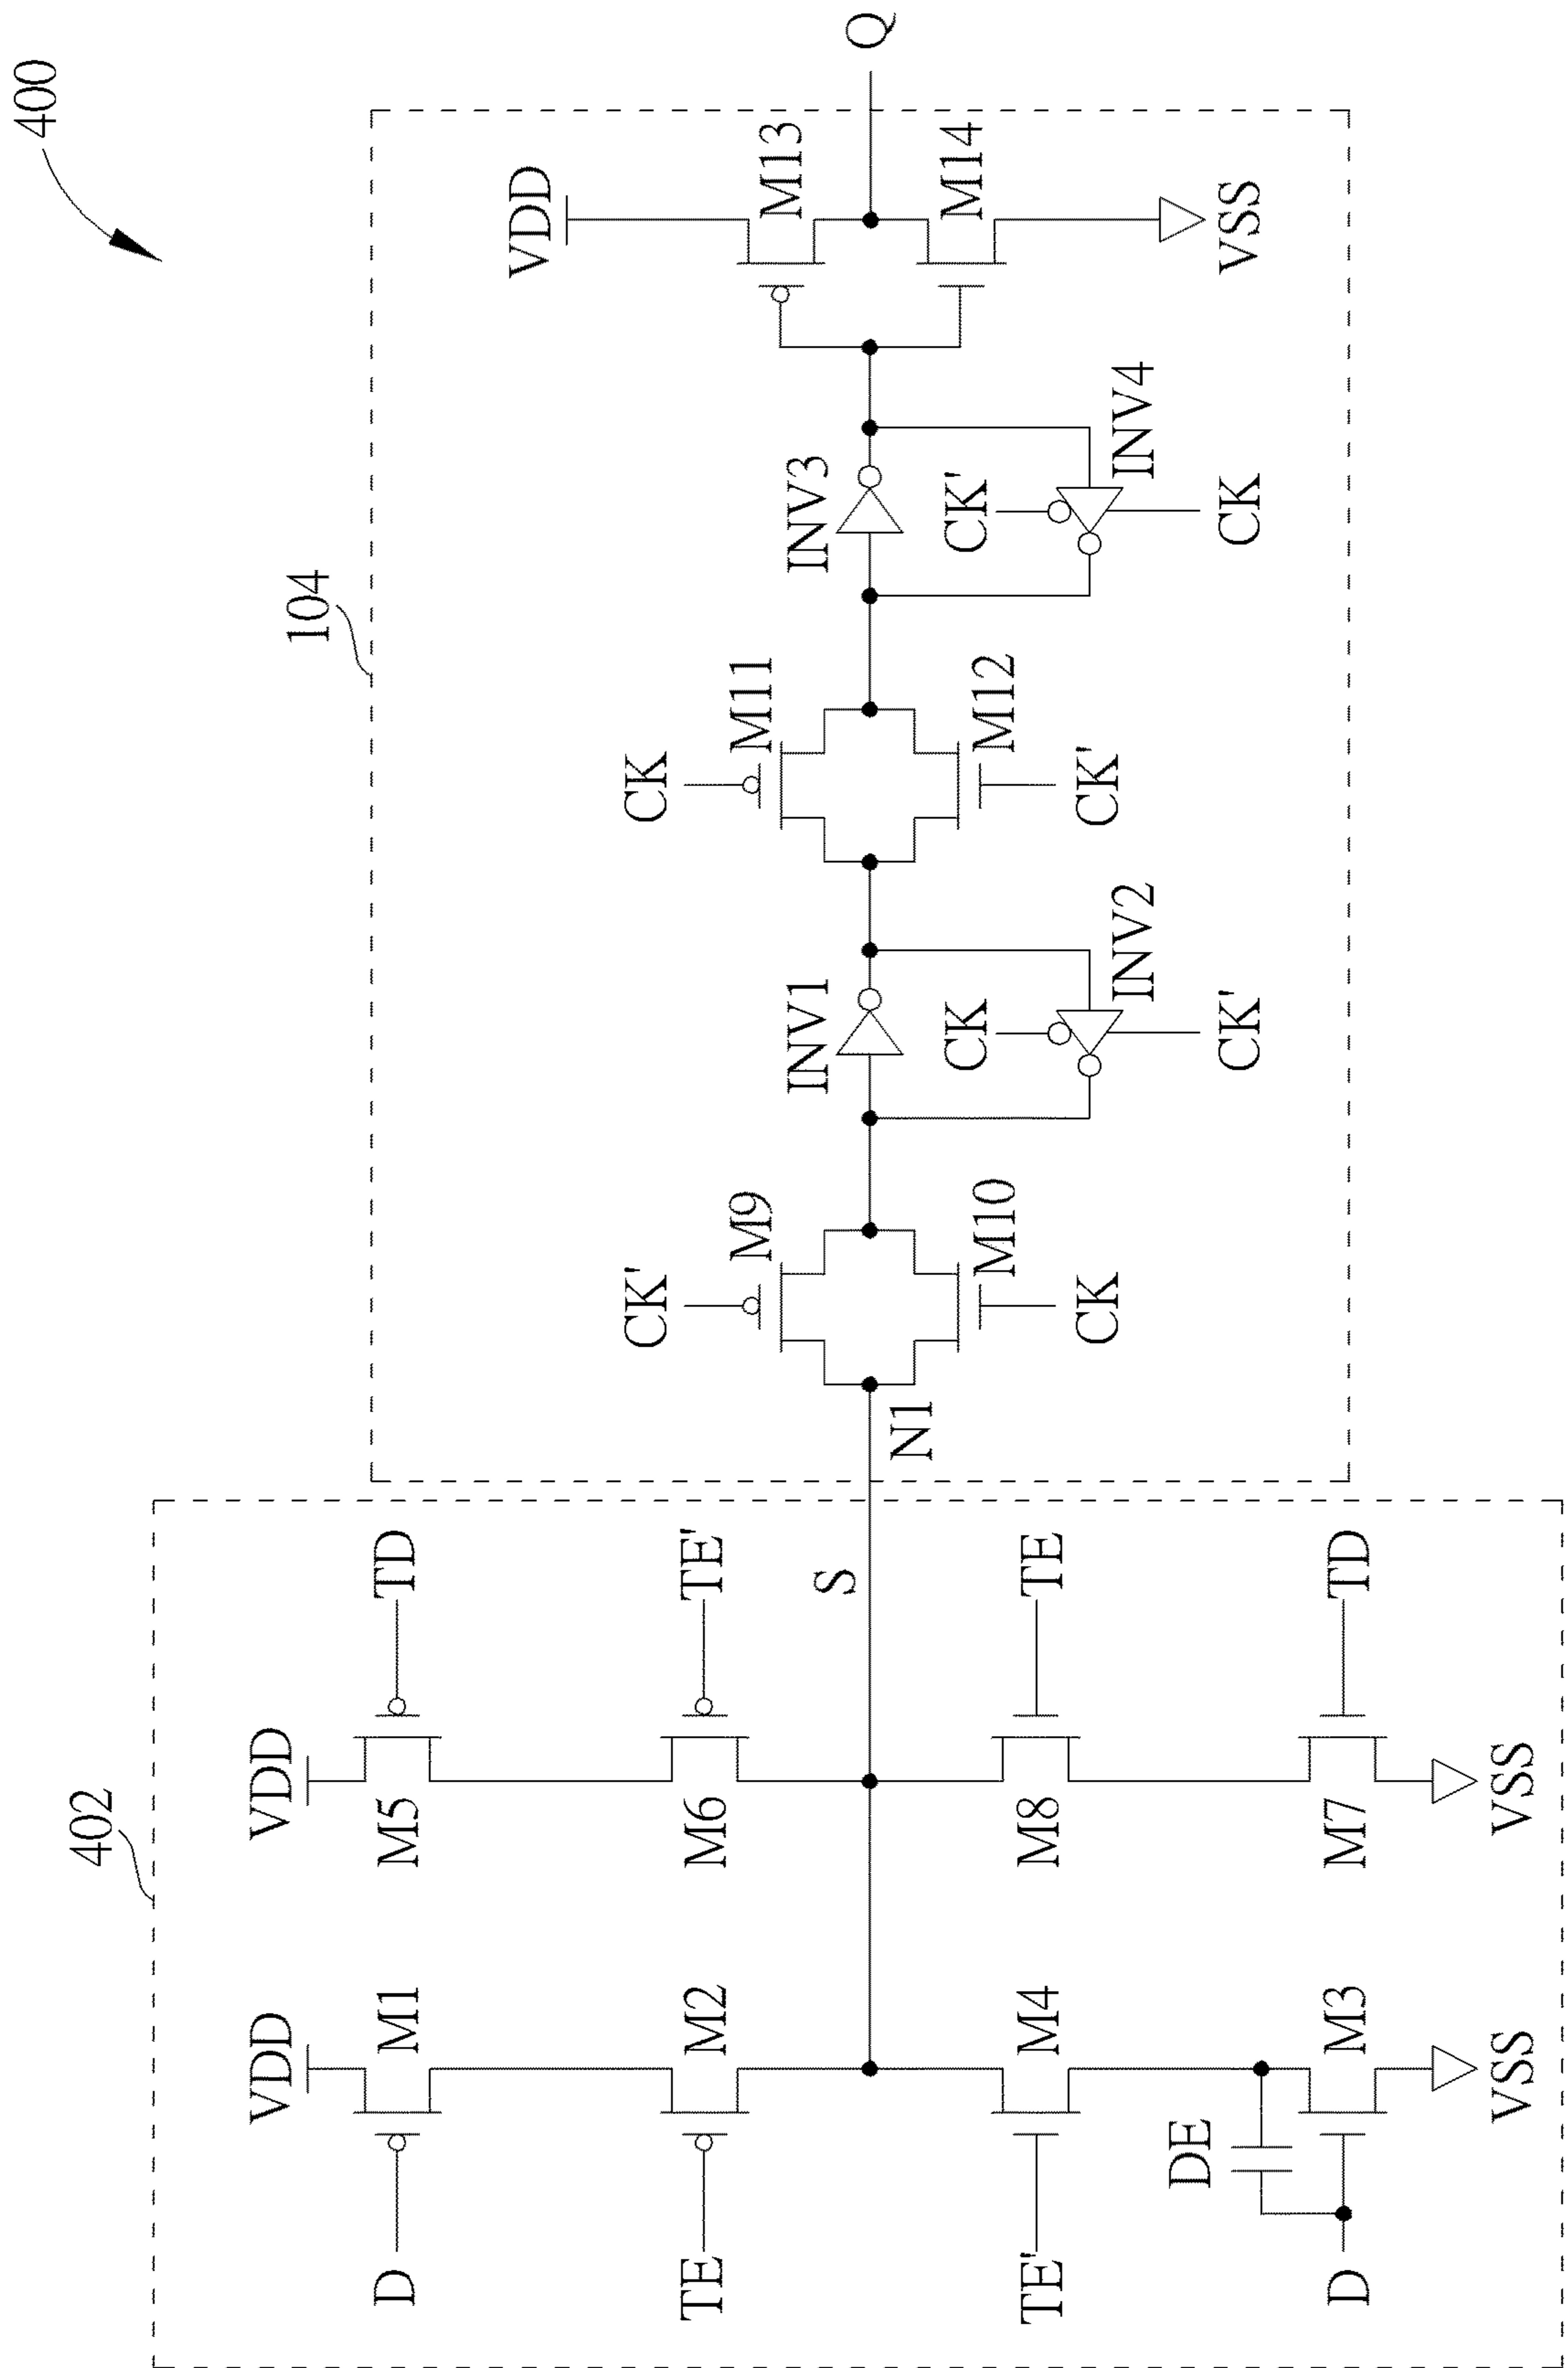 400
402
VDD
VDD
D
M1
M5
TD
TE
M2
M6
TE'
S
TE'
M4
M8
TE
DE
D
M3
M7
TD
VSS
VSS
104
N1
CK'
M9
M10
CK
INV1
CK
INV2
CK'
CK
M11
M12
CK'
INV3
CK'
INV4
CK
VDD
M13
M14
VSS
Q